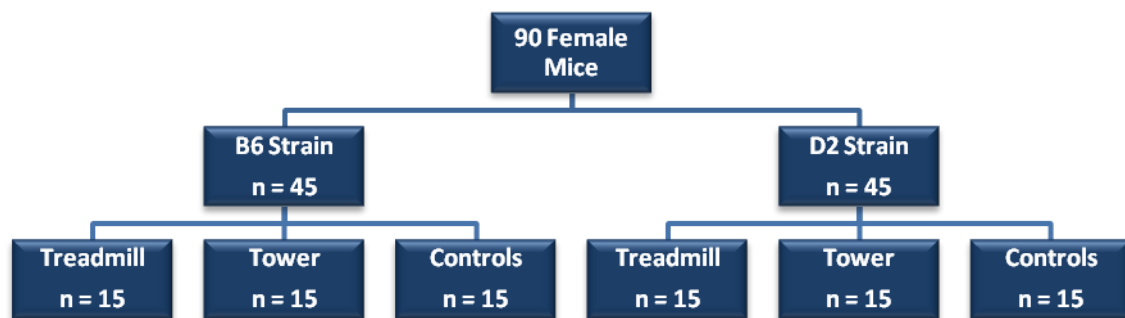 90 Female
Mice
B6 Strain
n = 45
D2 Strain
n = 45
Treadmill
n = 15
Tower
n = 15
Controls
n = 15
Treadmill
n = 15
Tower
n = 15
Controls
n = 15